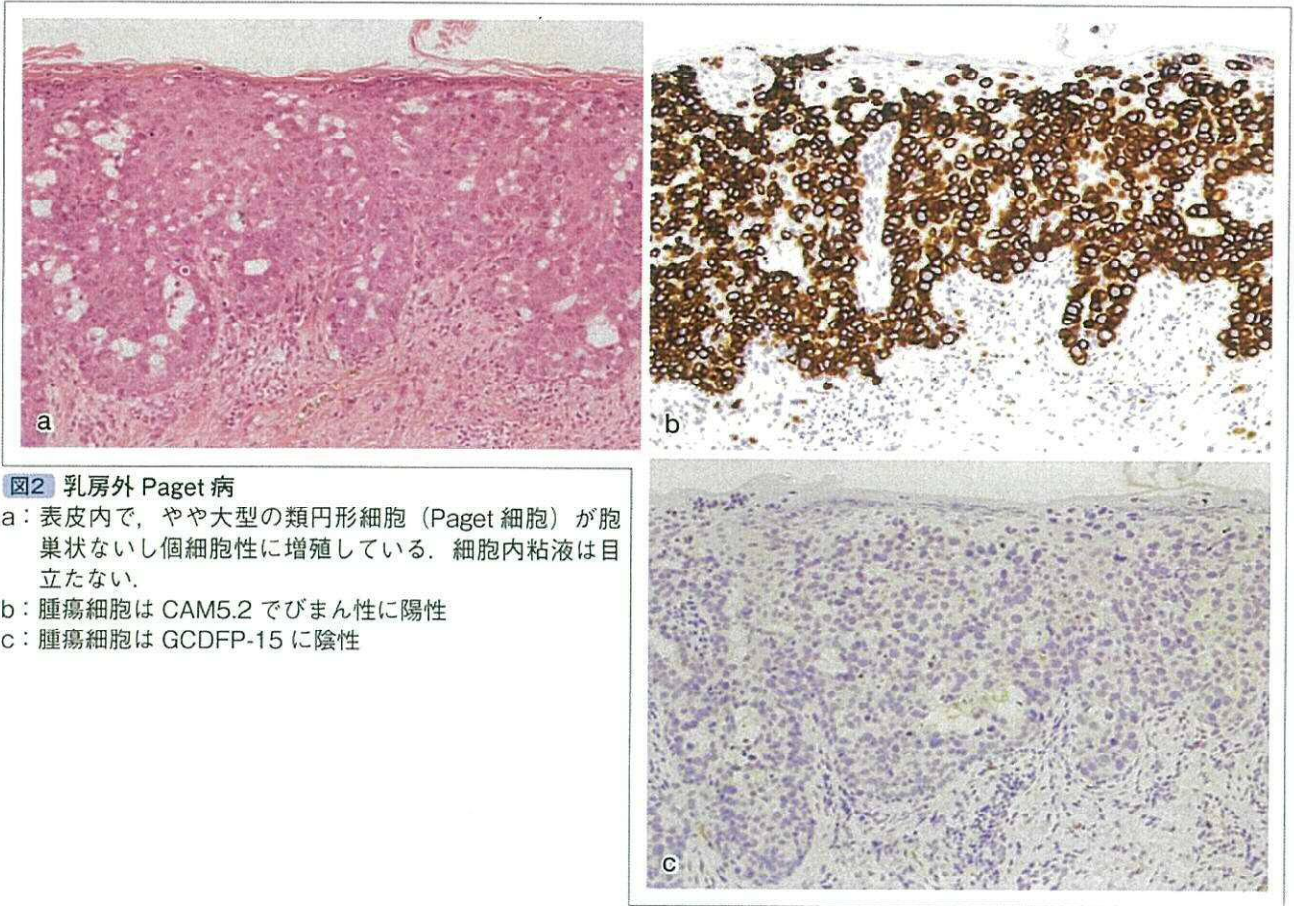 a
b
図2 乳房外 Paget 病
a：表皮内で，やや大型の類円形細胞（Paget 細胞）が胞
巣状ないし個細胞性に増殖している．細胞内粘液は目
立たない．
b：腫瘍細胞は CAM5.2 でびまん性に陽性
c：腫瘍細胞は GCDFP-15 に陰性
c